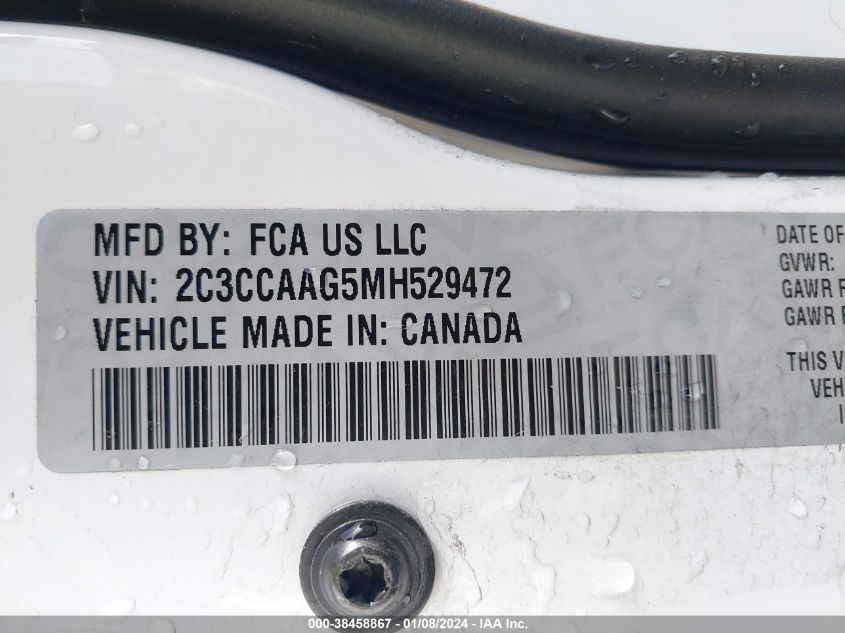 MFD BY: FCA US LLC
VIN: 2C3CCAAG5MH529472
VEHICLE MADE IN: CANADA
DATE OF
GVWR:
GAWR F
GAWR
THIS V
VEH
000-38458867 - 01/08/2024 - IAA Inc.